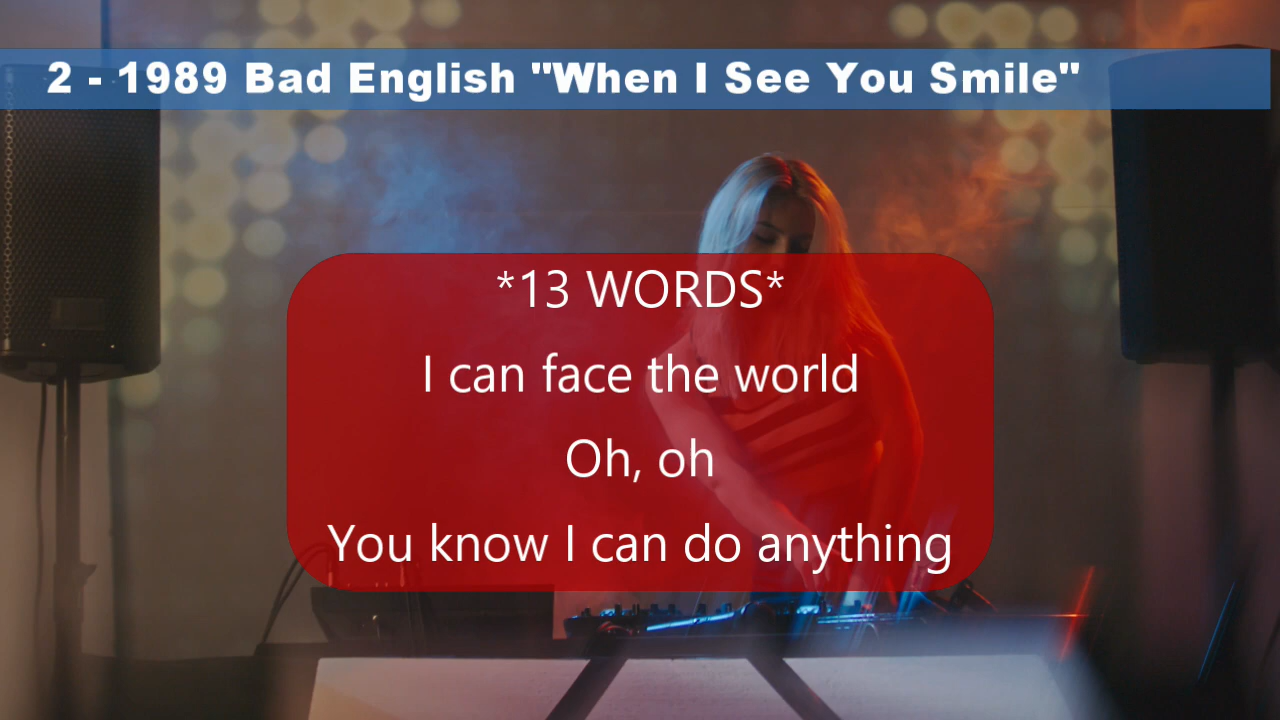 2 - 1989 Bad English "When I See You Smile"
*13 WORDS*
I can face the world
Oh, oh
You know I can do anything